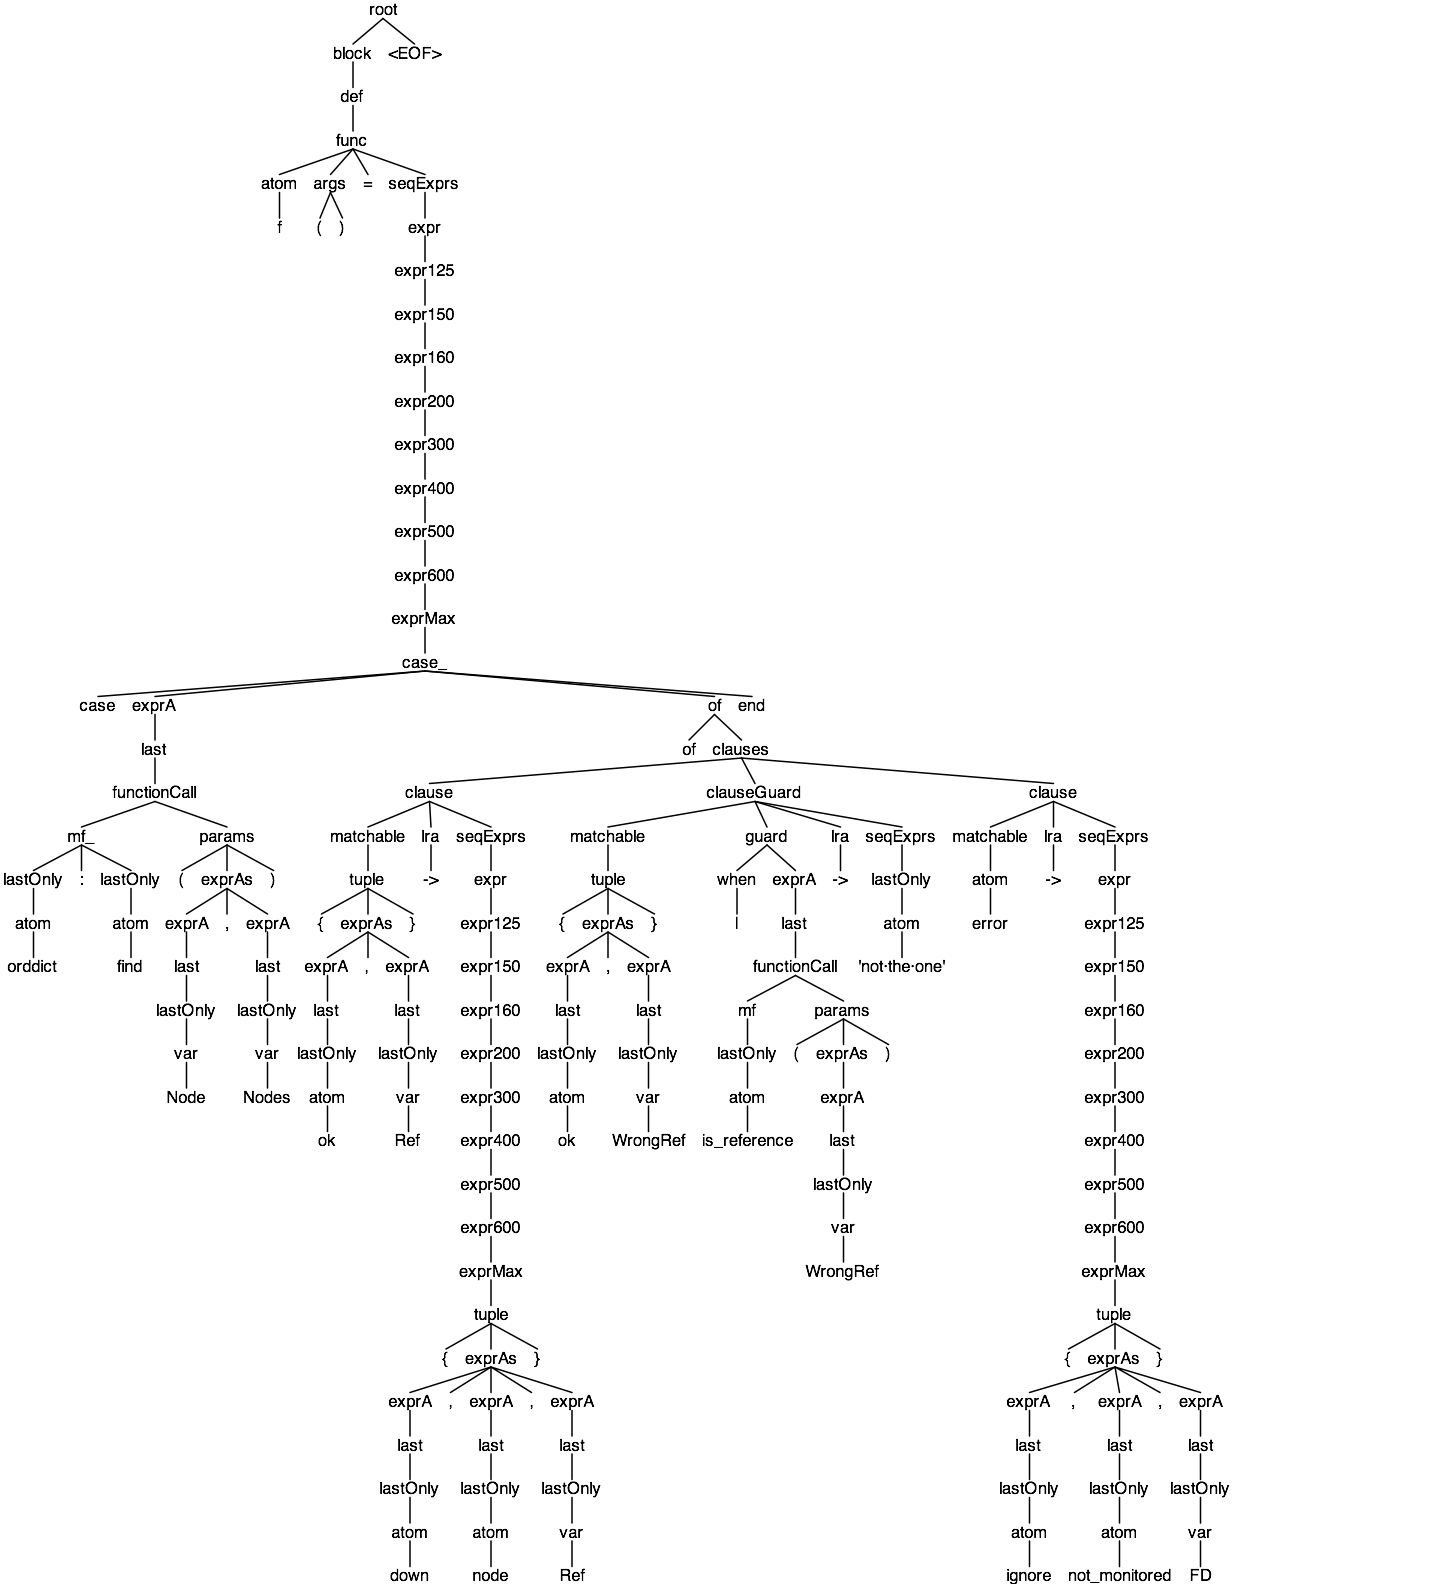 root
block <EOF>
def
func
atom args = seqExprs
f ( ) expr
expr125
expr150
expr160
expr200
expr300
expr400
expr500
expr600
exprMax
case_
case exprA of end
last of clauses
functionCall clause clauseGuard clause
mf_ params matchable lra seqExprs matchable guard lra seqExprs matchable lra seqExprs
lastOnly : lastOnly ( exprAs ) tuple -> expr tuple when exprA -> lastOnly atom -> expr
atom atom exprA , exprA { exprAs } expr125 { exprAs } | last atom error expr125
orddict find last last exprA , exprA expr150 exprA , exprA functionCall 'not·the·one' expr150
lastOnly lastOnly last last expr160 last last mf params expr160
var var lastOnly lastOnly expr200 lastOnly lastOnly lastOnly ( exprAs ) expr200
Node Nodes atom var expr300 atom var atom exprA expr300
ok Ref expr400 ok WrongRef is_reference last expr400
expr500 lastOnly expr500
expr600 var expr600
exprMax WrongRef exprMax
tuple tuple
{ exprAs } { exprAs }
exprA , exprA , exprA exprA , exprA , exprA
last last last last last last
lastOnly lastOnly lastOnly lastOnly lastOnly lastOnly
atom atom var atom atom var
down node Ref ignore not_monitored FD